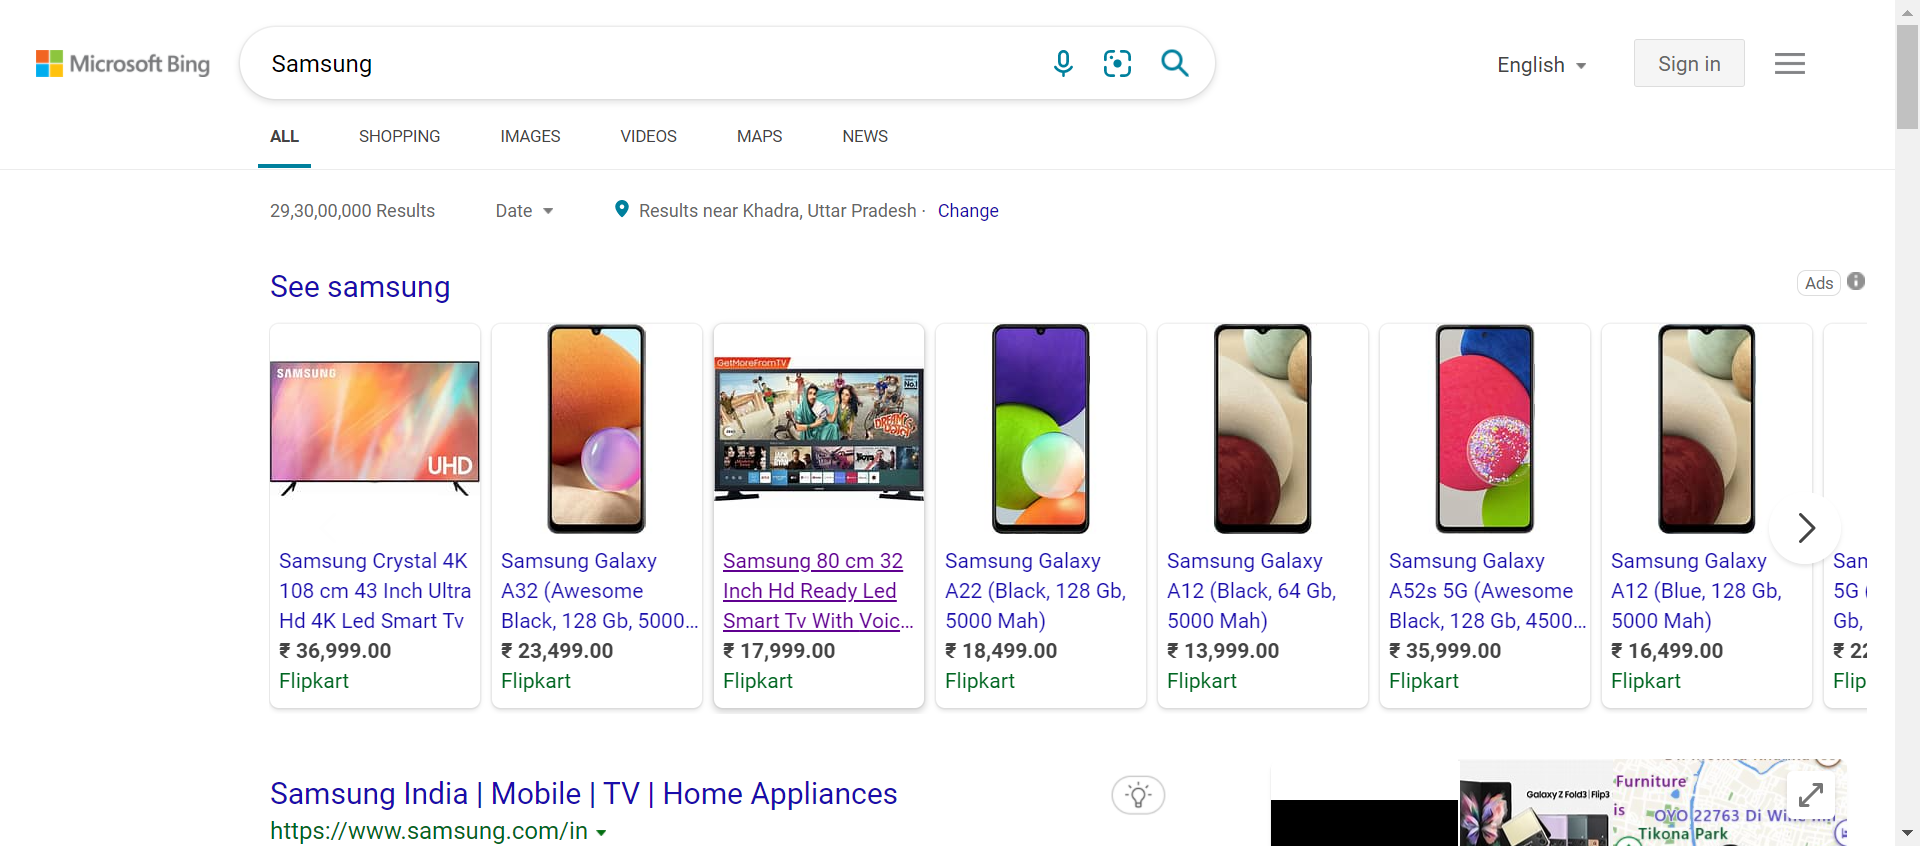 Microsoft Bing
Samsung
English
Sign in
ALL
SHOPPING
IMAGES
VIDEOS
MAPS
NEWS
29,30,00,000 Results
Date
Results near Khadra, Uttar Pradesh ·
Change
See samsung
Ads
SAMSUNG
UHD
Samsung Crystal 4K
108 cm 43 Inch Ultra
Hd 4K Led Smart Tv
₹ 36,999.00
Flipkart
Samsung Galaxy
A32 (Awesome
Black, 128 Gb, 5000...
₹ 23,499.00
Flipkart
GetMoreFromTV
No.1
DREAM GIRL
Samsung 80 cm 32
Inch Hd Ready Led
Smart Tv With Voic...
₹ 17,999.00
Flipkart
Samsung Galaxy
A22 (Black, 128 Gb,
5000 Mah)
₹ 18,499.00
Flipkart
Samsung Galaxy
A12 (Black, 64 Gb,
5000 Mah)
₹ 13,999.00
Flipkart
Samsung Galaxy
A52s 5G (Awesome
Black, 128 Gb, 4500...
₹ 35,999.00
Flipkart
Samsung Galaxy
A12 (Blue, 128 Gb,
5000 Mah)
₹ 16,499.00
Flipkart
Sam
5G (
Gb,
₹ 22
Flip
Samsung India | Mobile | TV | Home Appliances
https://www.samsung.com/in
Galaxy Z Fold3 | Flip3
Furniture
is
OYO 22763 Di
Tikona Park